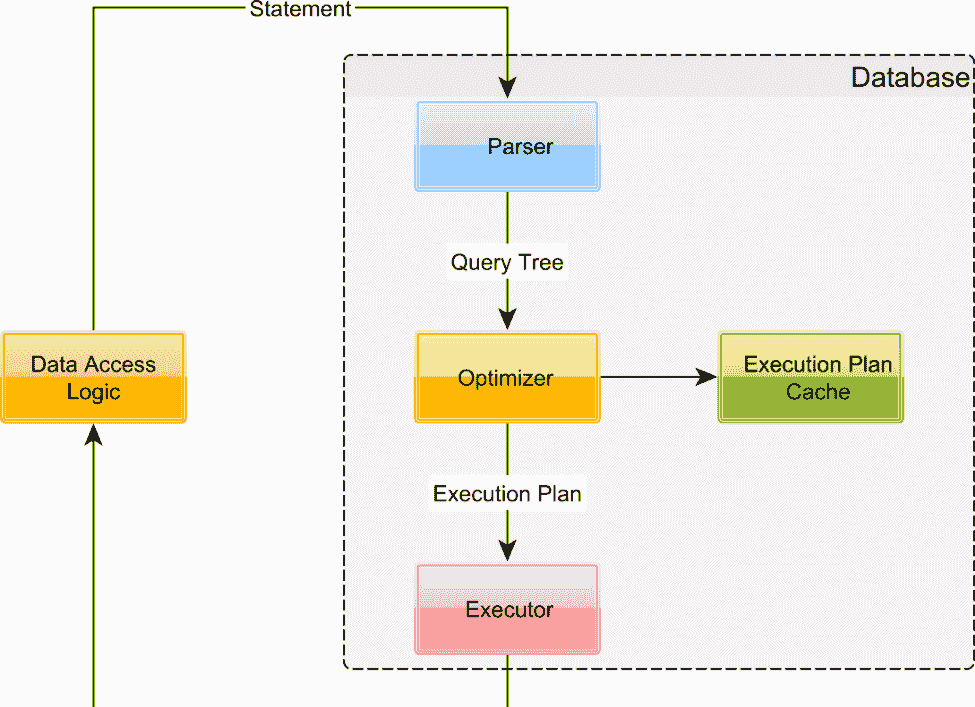 Statement
Database
Parser
Query Tree
Data Access
Logic
Optimizer
Execution Plan
Cache
Execution Plan
Executor